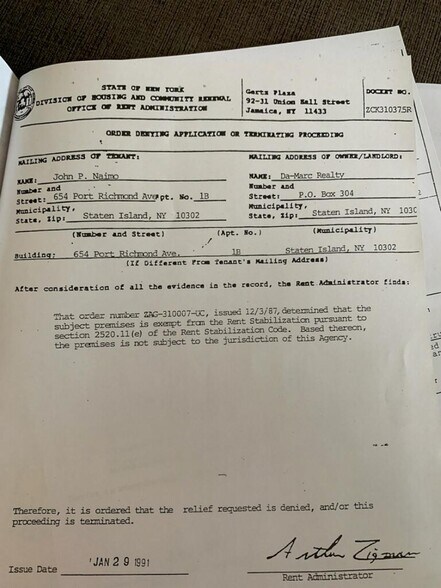 STATE OF NEW YORK
DIVISION OF HOUSING AND COMMUNITY RENEWAL
OFFICE OF RENT ADMINISTRATION
Gertz Plaza
92-31 Union Hall Street
Jamaica, NY 11433
DOCKET NO.
ZCK310375R
ORDER DENYING APPLICATION OR TERMINATING PROCEEDING
MAILING ADDRESS OF TENANT:
NAME: John P. Naimo
Number and
Street: 654 Port Richmond Ave Apt. No. 1B
Municipality,
State, Zip: Staten Island, NY 10302
MAILING ADDRESS OF OWNER/LANDLORD:
NAME: Da-Marc Realty
Number and
Street: P.O. Box 304
Municipality,
State, Zip: Staten Island, NY 1030
(Number and Street) (Apt. No.) (Municipality)
Building: 654 Port Richmond Ave. 1B Staten Island, NY 10302
(If Different From Tenant's Mailing Address)
After consideration of all the evidence in the record, the Rent Administrator finds:
That order number ZAG-310007-UC, issued 12/3/87, determined that the
subject premises is exempt from the Rent Stabilization pursuant to
section 2520.11(e) of the Rent Stabilization Code. Based thereon,
the premises is not subject to the jurisdiction of this Agency.
Therefore, it is ordered that the relief requested is denied, and/or this
proceeding is terminated.
Issue Date JAN 29 1991
Arthur Zigman
Rent Administrator